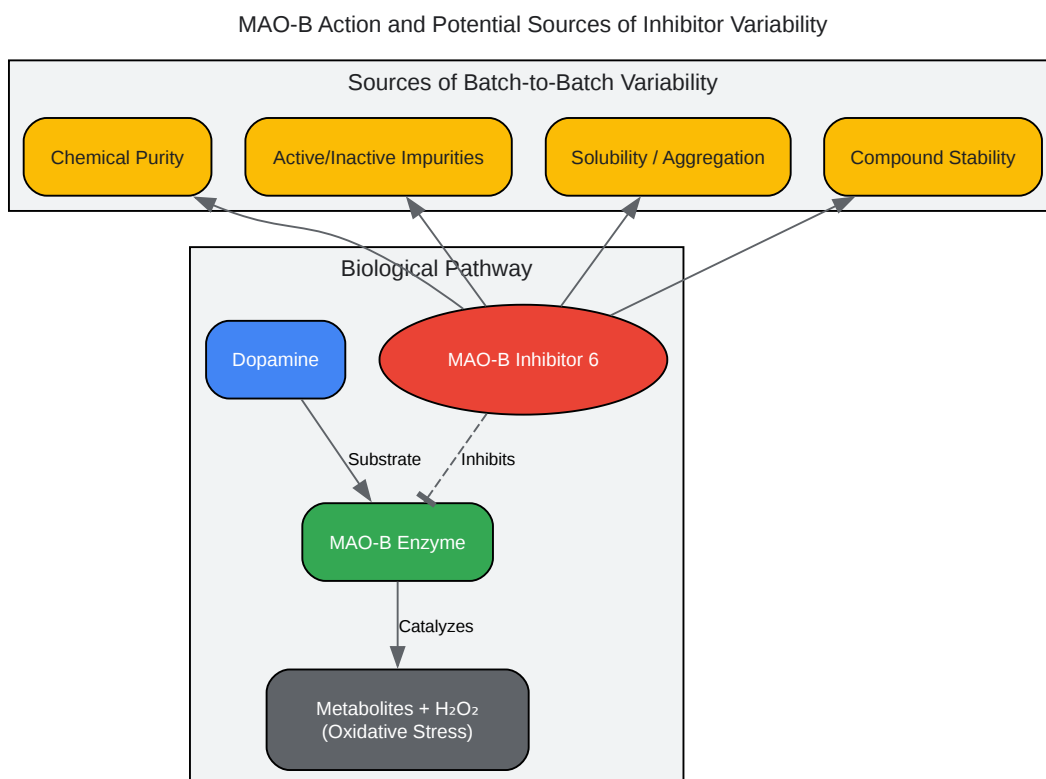 MAO-B Action and Potential Sources of Inhibitor Variability
Sources of Batch-to-Batch Variability
Chemical Purity
Active/Inactive Impurities
Solubility / Aggregation
Compound Stability
Biological Pathway
Dopamine
MAO-B Inhibitor 6
Substrate
Inhibits
MAO-B Enzyme
Catalyzes
Metabolites + H₂O₂
(Oxidative Stress)